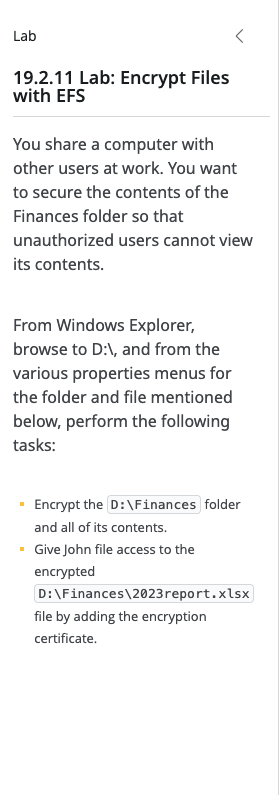 Lab
19.2.11 Lab: Encrypt Files
with EFS
You share a computer with
other users at work. You want
to secure the contents of the
Finances folder so that
unauthorized users cannot view
its contents.
From Windows Explorer,
browse to D:\, and from the
various properties menus for
the folder and file mentioned
below, perform the following
tasks:
Encrypt the D:\Finances folder
and all of its contents.
Give John file access to the
encrypted
D:\Finances\2023report.xlsx
file by adding the encryption
certificate.